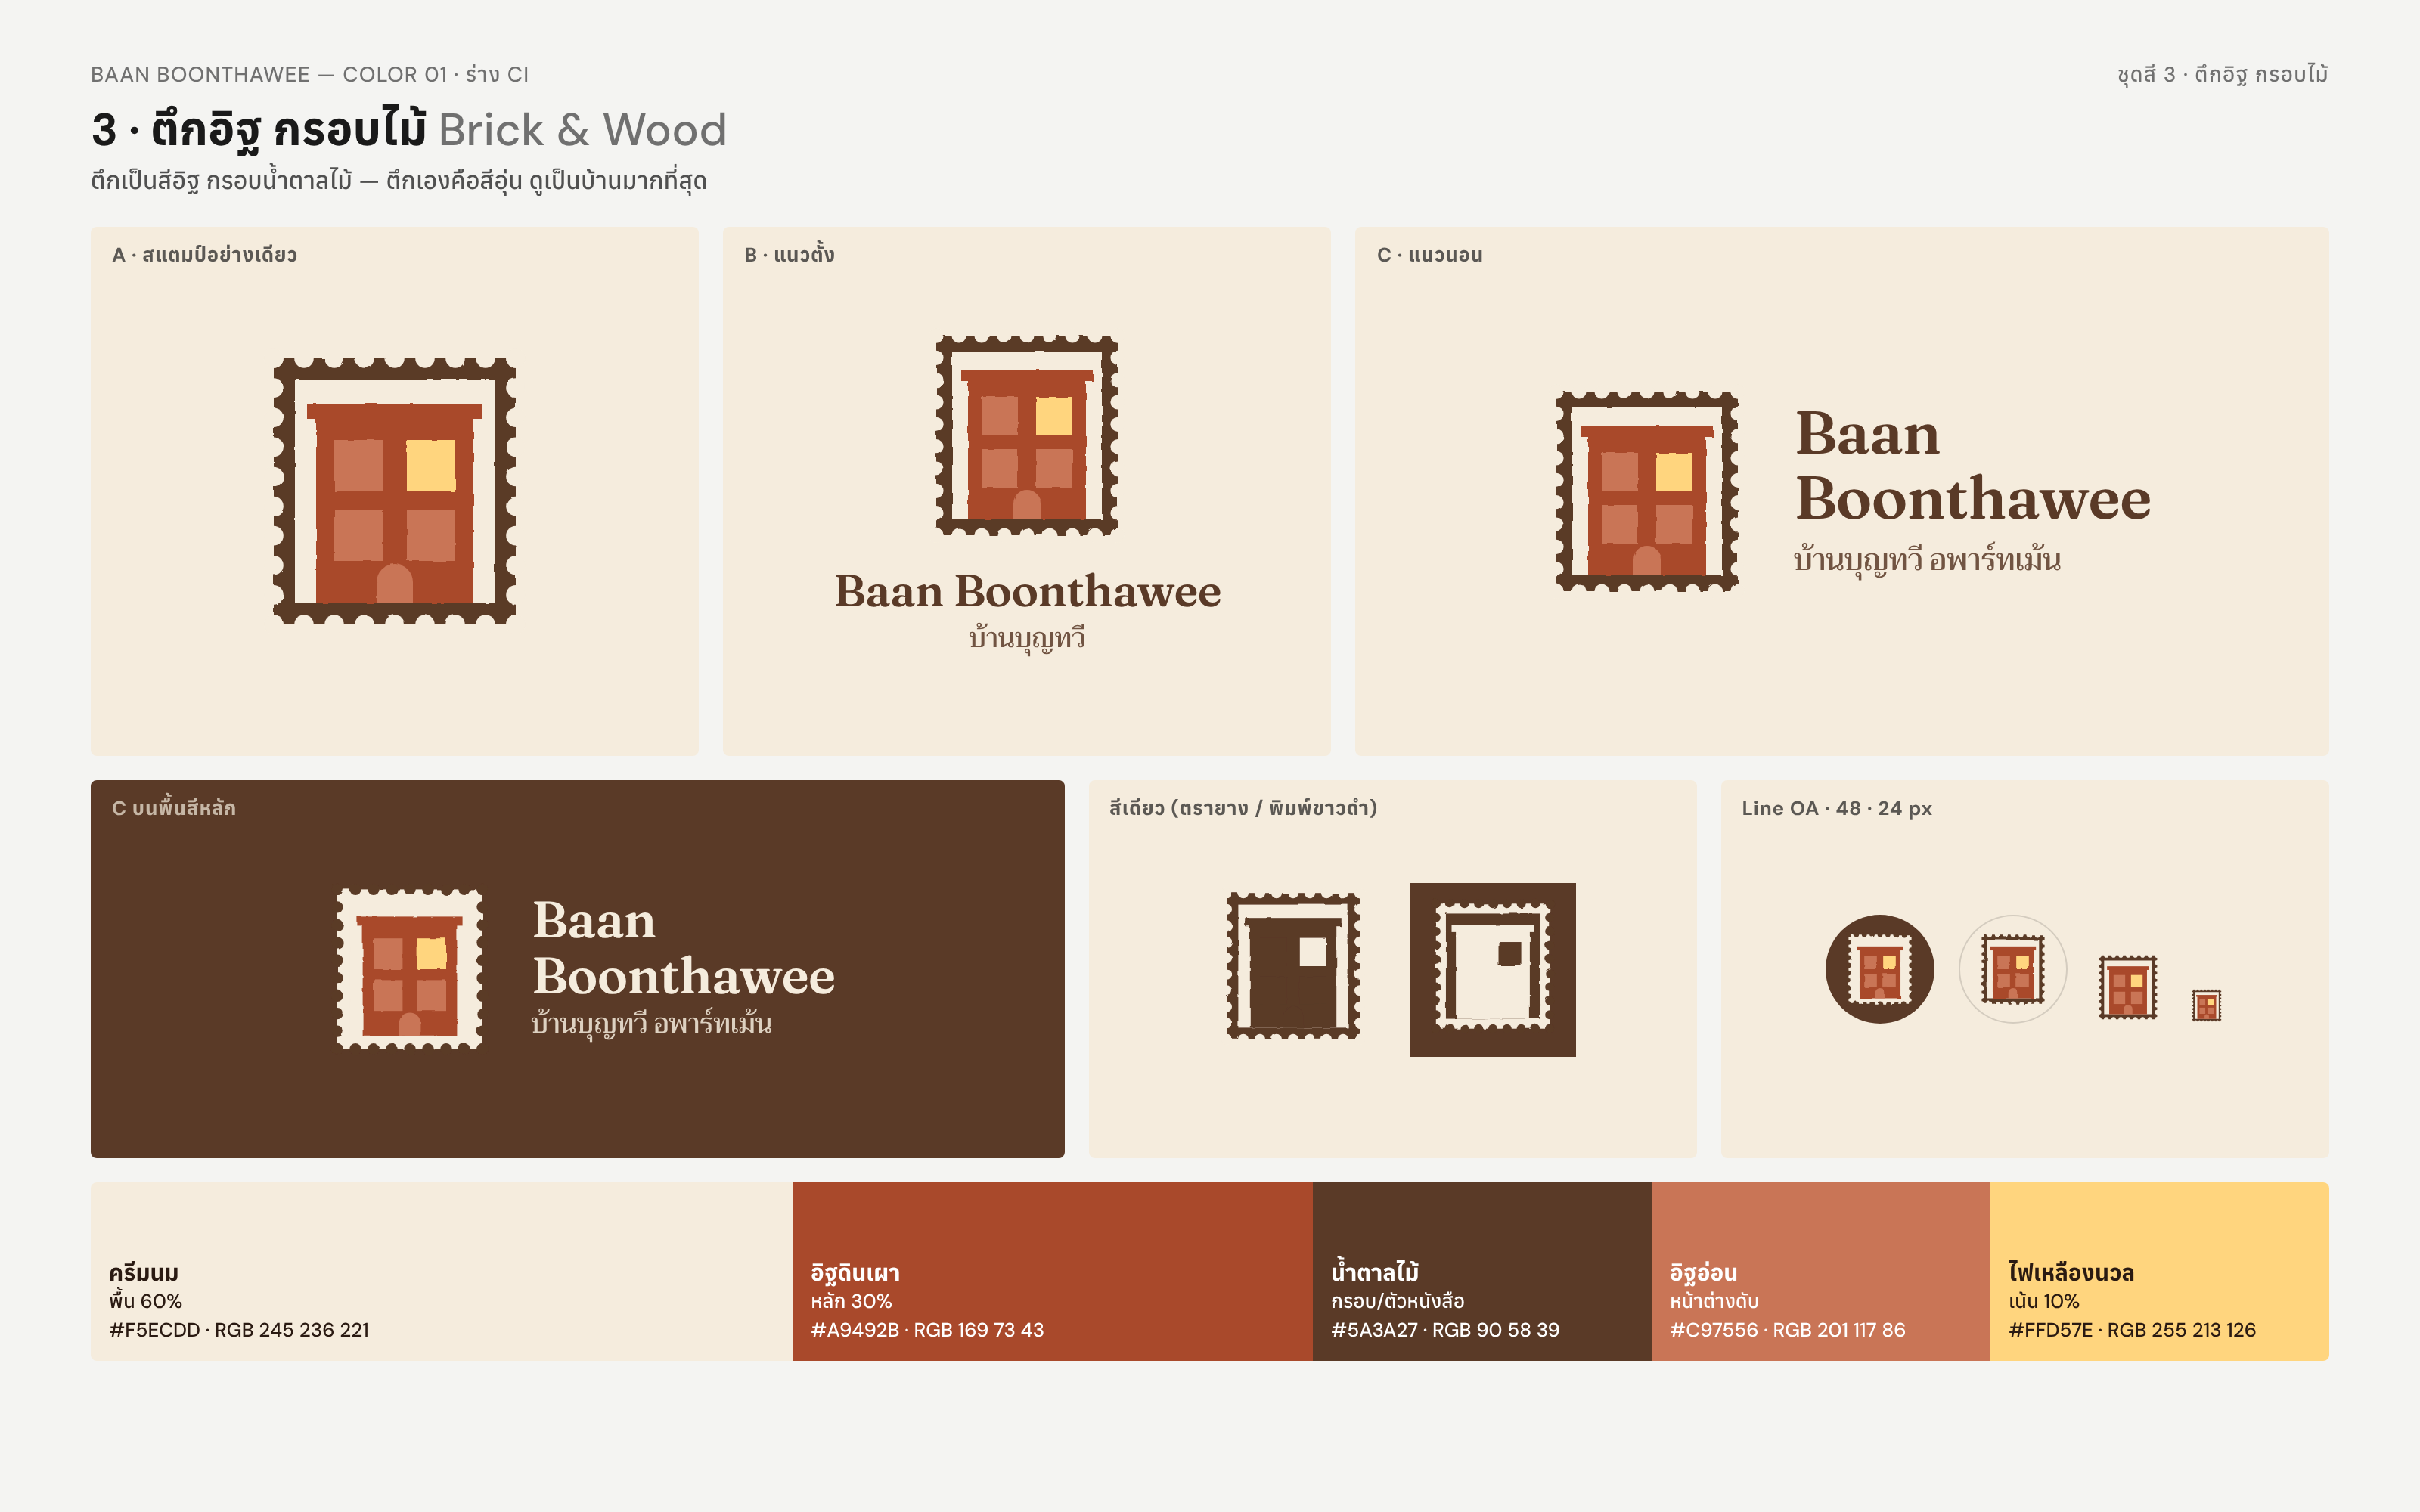 BAAN BOONTHAWEE — COLOR 01 · ร่าง CI
ชุดสี 3 · ตึกอิฐ กรอบไม้
3 · ตึกอิฐ กรอบไม้ Brick & Wood
ตึกเป็นสีอิฐ กรอบน้ำตาลไม้ — ตึกเองคือสีอุ่น ดูเป็นบ้านมากที่สุด
A · สแตมป์อย่างเดียว
B · แนวตั้ง
Baan Boonthawee
บ้านบุญทวี
C · แนวนอน
Baan
Boonthawee
บ้านบุญทวี อพาร์ทเม้น
C บนพื้นสีหลัก
Baan
Boonthawee
บ้านบุญทวี อพาร์ทเม้น
สีเดียว (ตรายาง / พิมพ์ขาวดำ)
Line OA · 48 · 24 px
ครีมนม
พื้น 60%
#F5ECDD · RGB 245 236 221
อิฐดินเผา
หลัก 30%
#A9492B · RGB 169 73 43
น้ำตาลไม้
กรอบ/ตัวหนังสือ
#5A3A27 · RGB 90 58 39
อิฐอ่อน
หน้าต่างดับ
#C97556 · RGB 201 117 86
ไฟเหลืองนวล
เน้น 10%
#FFD57E · RGB 255 213 126